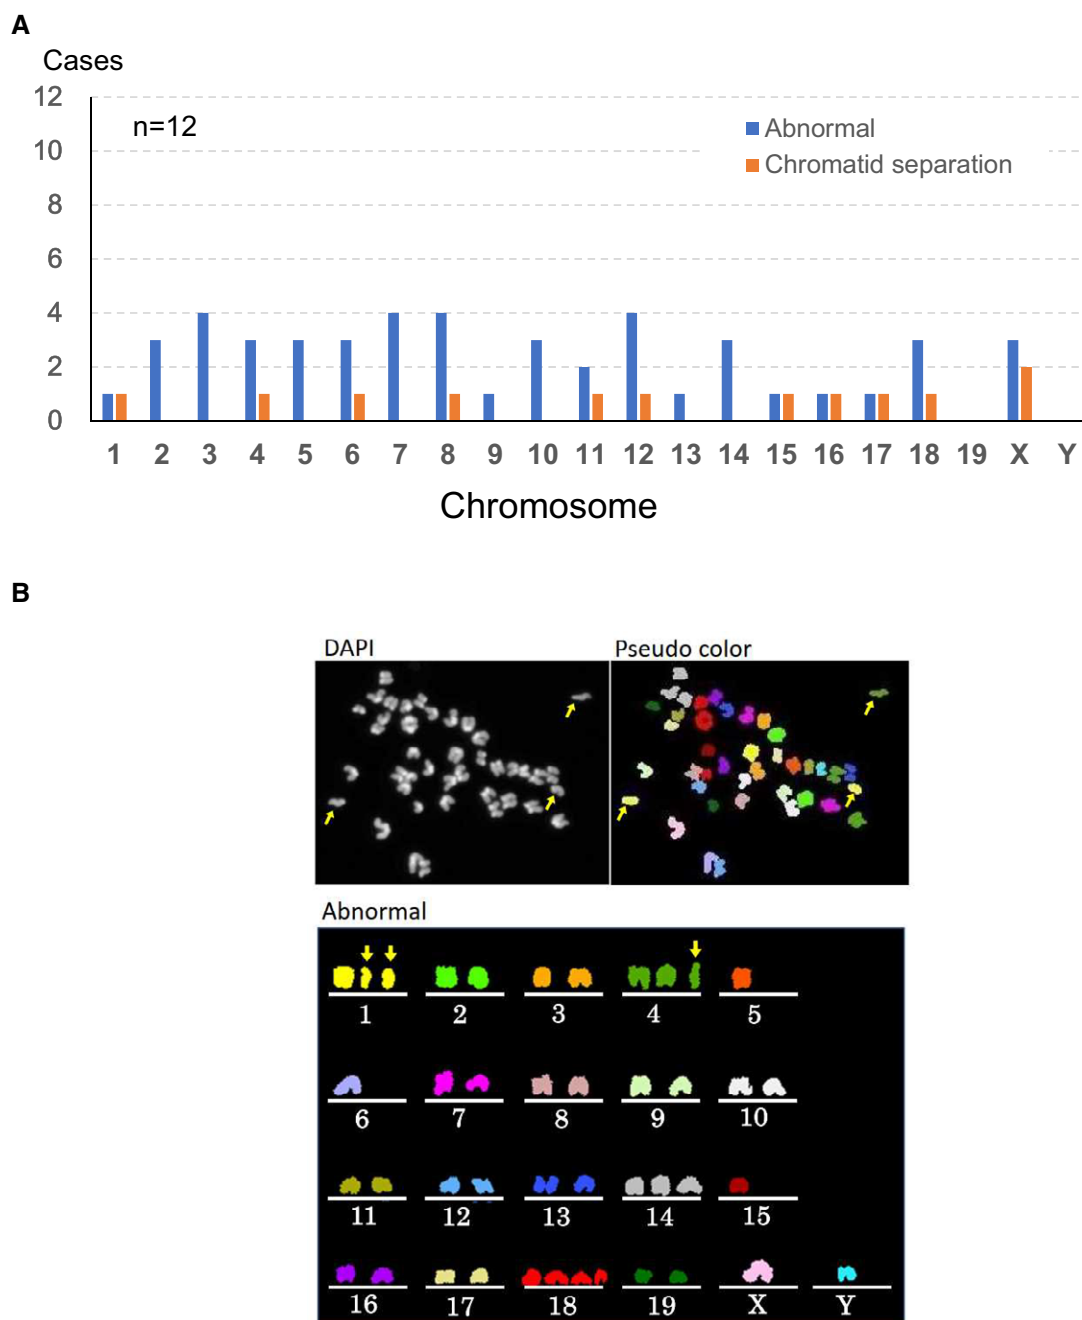 A
Cases
12
n=12
Abnormal
10
Chromatid separation
8
6
4
2
0
1 2 3 4 5 6 7 8 9 10 11 12 13 14 15 16 17 18 19 X Y
Chromosome
B
DAPI Pseudo color
Abnormal
1 2 3 4 5
6 7 8 9 10
11 12 13 14 15
16 17 18 19 X Y